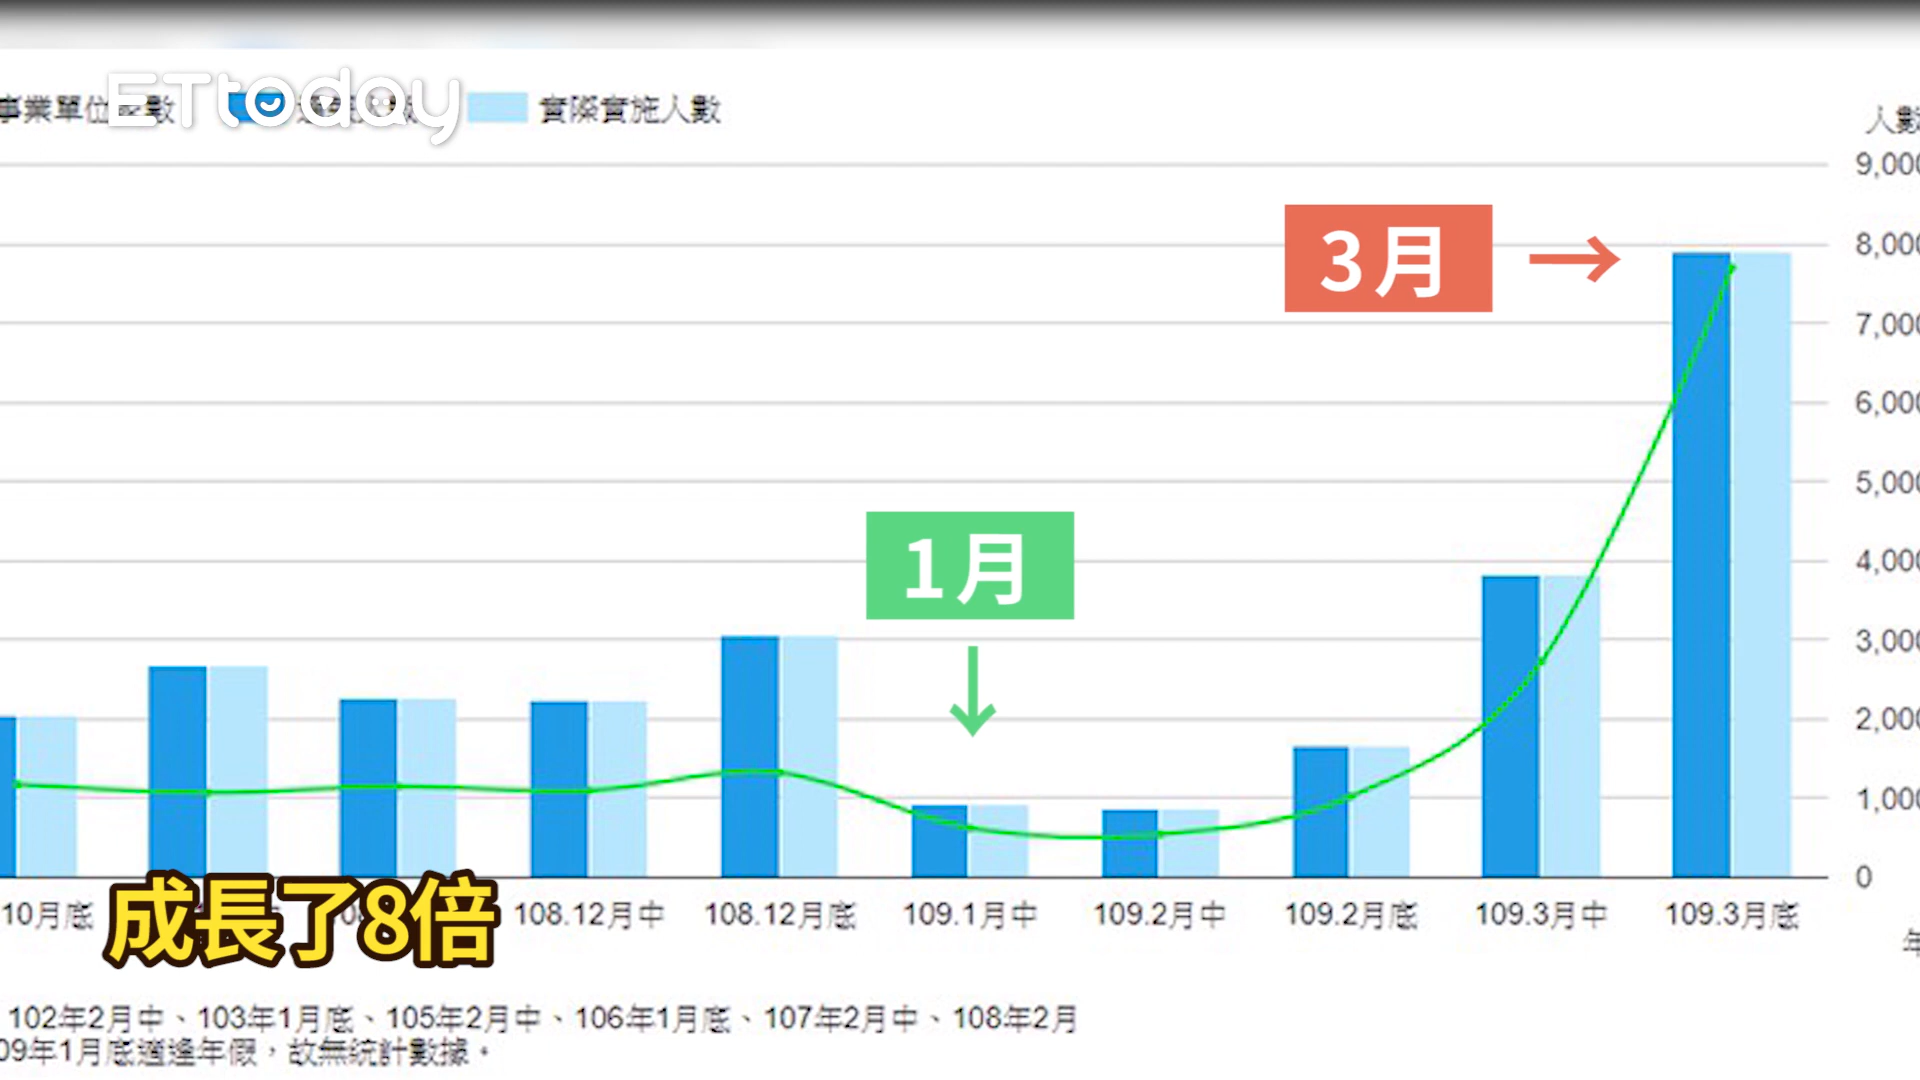 ETtoday
事業單位家數
實際實施人數
人數
9,000
3月 →
8,000
7,000
6,000
5,000
1月
4,000
3,000
2,000
1,000
0
10月底
108.12月中 108.12月底 109.1月中 109.2月中 109.2月底 109.3月中 109.3月底
成長了8倍
年
102年2月中、103年1月底、105年2月中、106年1月底、107年2月中、108年2月
09年1月底適逢年假，故無統計數據。